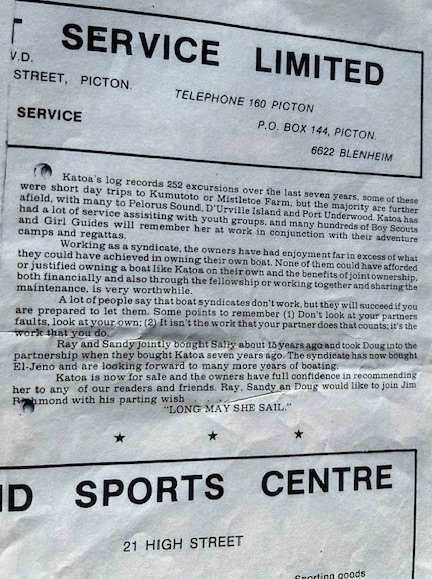 T SERVICE LIMITED
V.D.
STREET, PICTON.
TELEPHONE 160 PICTON
SERVICE
P.O. BOX 144, PICTON,
6622 BLENHEIM
Katoa's log records 252 excursions over the last seven years, some of these
were short day trips to Kumutoto or Mistletoe Farm, but the majority are further
afield, with many to Pelorus Sound, D'Urville Island and Port Underwood. Katoa has
had a lot of service assisiting with youth groups, and many hundreds of Boy Scouts
and Girl Guides will remember her at work in conjunction with their adventure
camps and regattas.
Working as a syndicate, the owners have had enjoyment far in excess of what
they could have achieved in owning their own boat. None of them could have afforded
or justified owning a boat like Katoa on their own and the benefits of joint ownership,
both financially and also through the fellowship or working together and sharing the
maintenance, is very worthwhile.
A lot of people say that boat syndicates don't work, but they will succeed if you
are prepared to let them. Some points to remember (1) Don't look at your partners
faults, look at your own; (2) It isn't the work that your partner does that counts; it's the
work that you do.
Ray and Sandy jointly bought Sally about 15 years ago and took Doug into the
partnership when they bought Katoa seven years ago. The syndicate has now bought
El-Jeno and are looking forward to many more years of boating.
Katoa is now for sale and the owners have full confidence in recommending
her to any of our readers and friends. Ray, Sandy an Doug would like to join Jim
Richmond with his parting wish
"LONG MAY SHE SAIL."
★ ★ ★
ND SPORTS CENTRE
21 HIGH STREET
Sporting goods